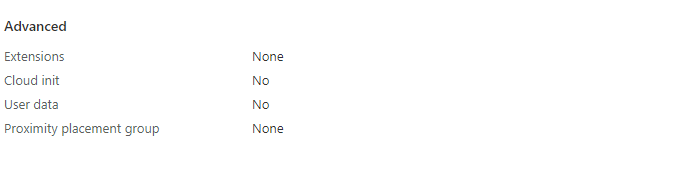 Advanced
Extensions None
Cloud init No
User data No
Proximity placement group None